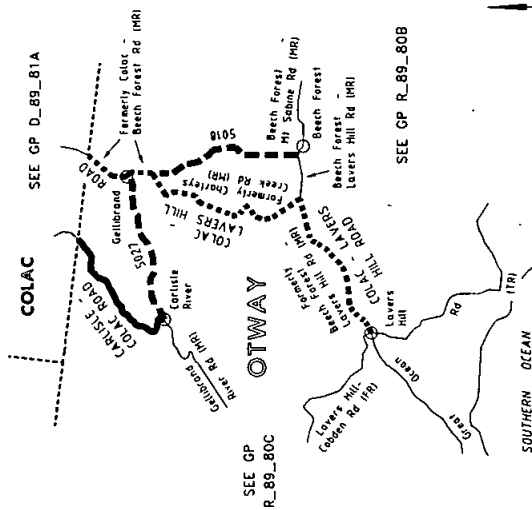 SEE GP D_89_81A
COLAC
Formerly Colac -
Beech Forest Rd (MR)
ROAD
Gellibrand
5027
5018
CARLISLE -
COLAC ROAD
Carlisle
River
Gellibrand
River Rd (MR)
Formerly Charleys
Creek Rd (MR)
COLAC
LAVERS HILL
Beech Forest -
Mt Sabine Rd (MR)
Beech Forest
Beech Forest -
Lavers Hill Rd (MR)
OTWAY
SEE GP
R_89_80C
SEE GP R_89_80B
Formerly
Beech Forest -
Lavers Hill Rd (MR)
COLAC - LAVERS
HILL ROAD
Lavers
Hill
Lavers Hill-
Cobden Rd (FR)
Great Ocean Rd (TR)
SOUTHERN OCEAN